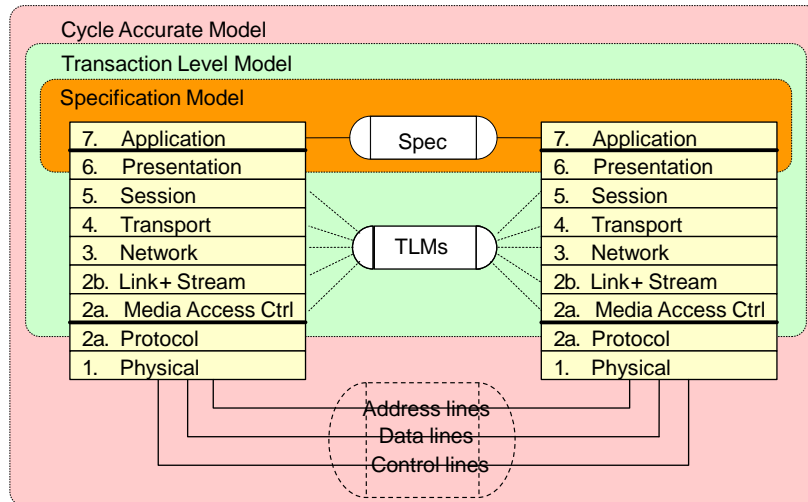 Cycle Accurate Model
Transaction Level Model
Specification Model
7. Application
6. Presentation
5. Session
4. Transport
3. Network
2b. Link+ Stream
2a. Media Access Ctrl
2a. Protocol
1. Physical
Spec
TLMs
7. Application
6. Presentation
5. Session
4. Transport
3. Network
2b. Link+ Stream
2a. Media Access Ctrl
2a. Protocol
1. Physical
Address lines
Data lines
Control lines